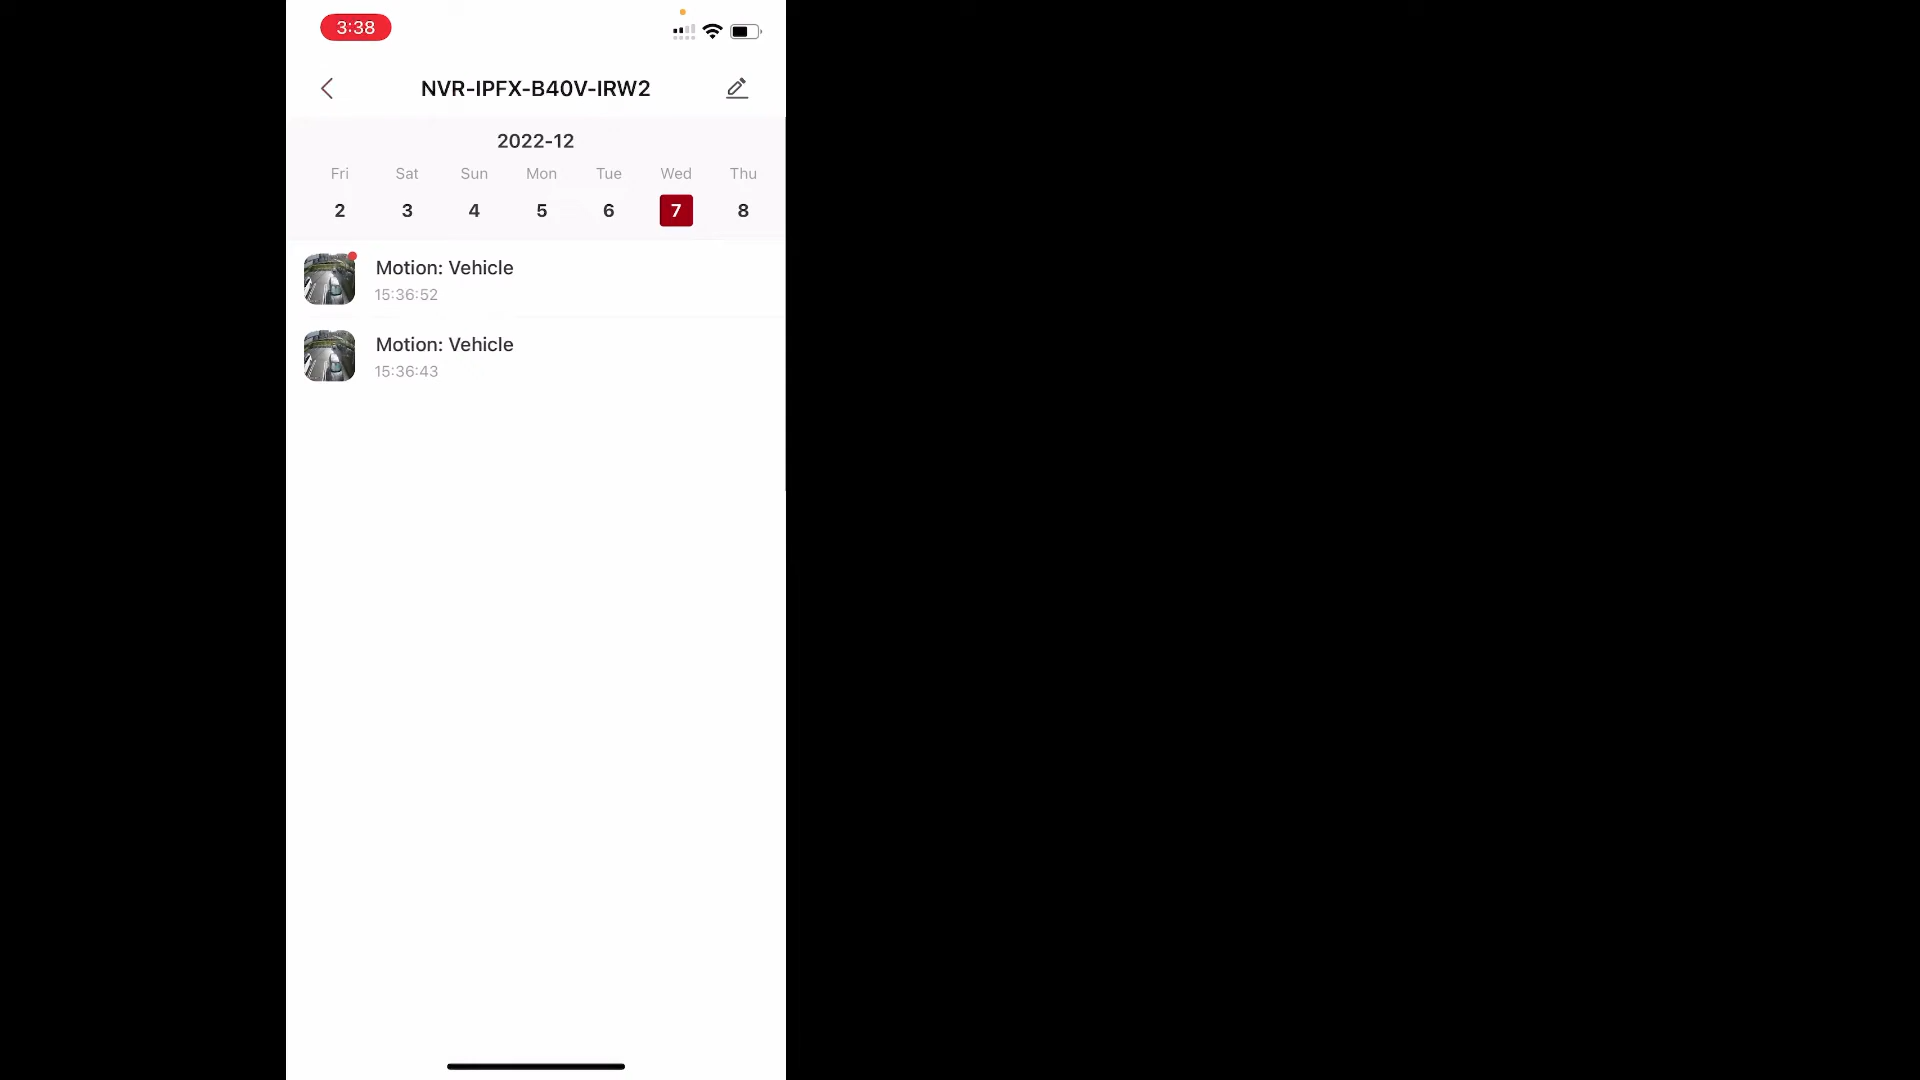 3:38
NVR-IPFX-B40V-IRW2
2022-12
Fri Sat Sun Mon Tue Wed Thu
2 3 4 5 6 7 8
Motion: Vehicle
15:36:52
Motion: Vehicle
15:36:43